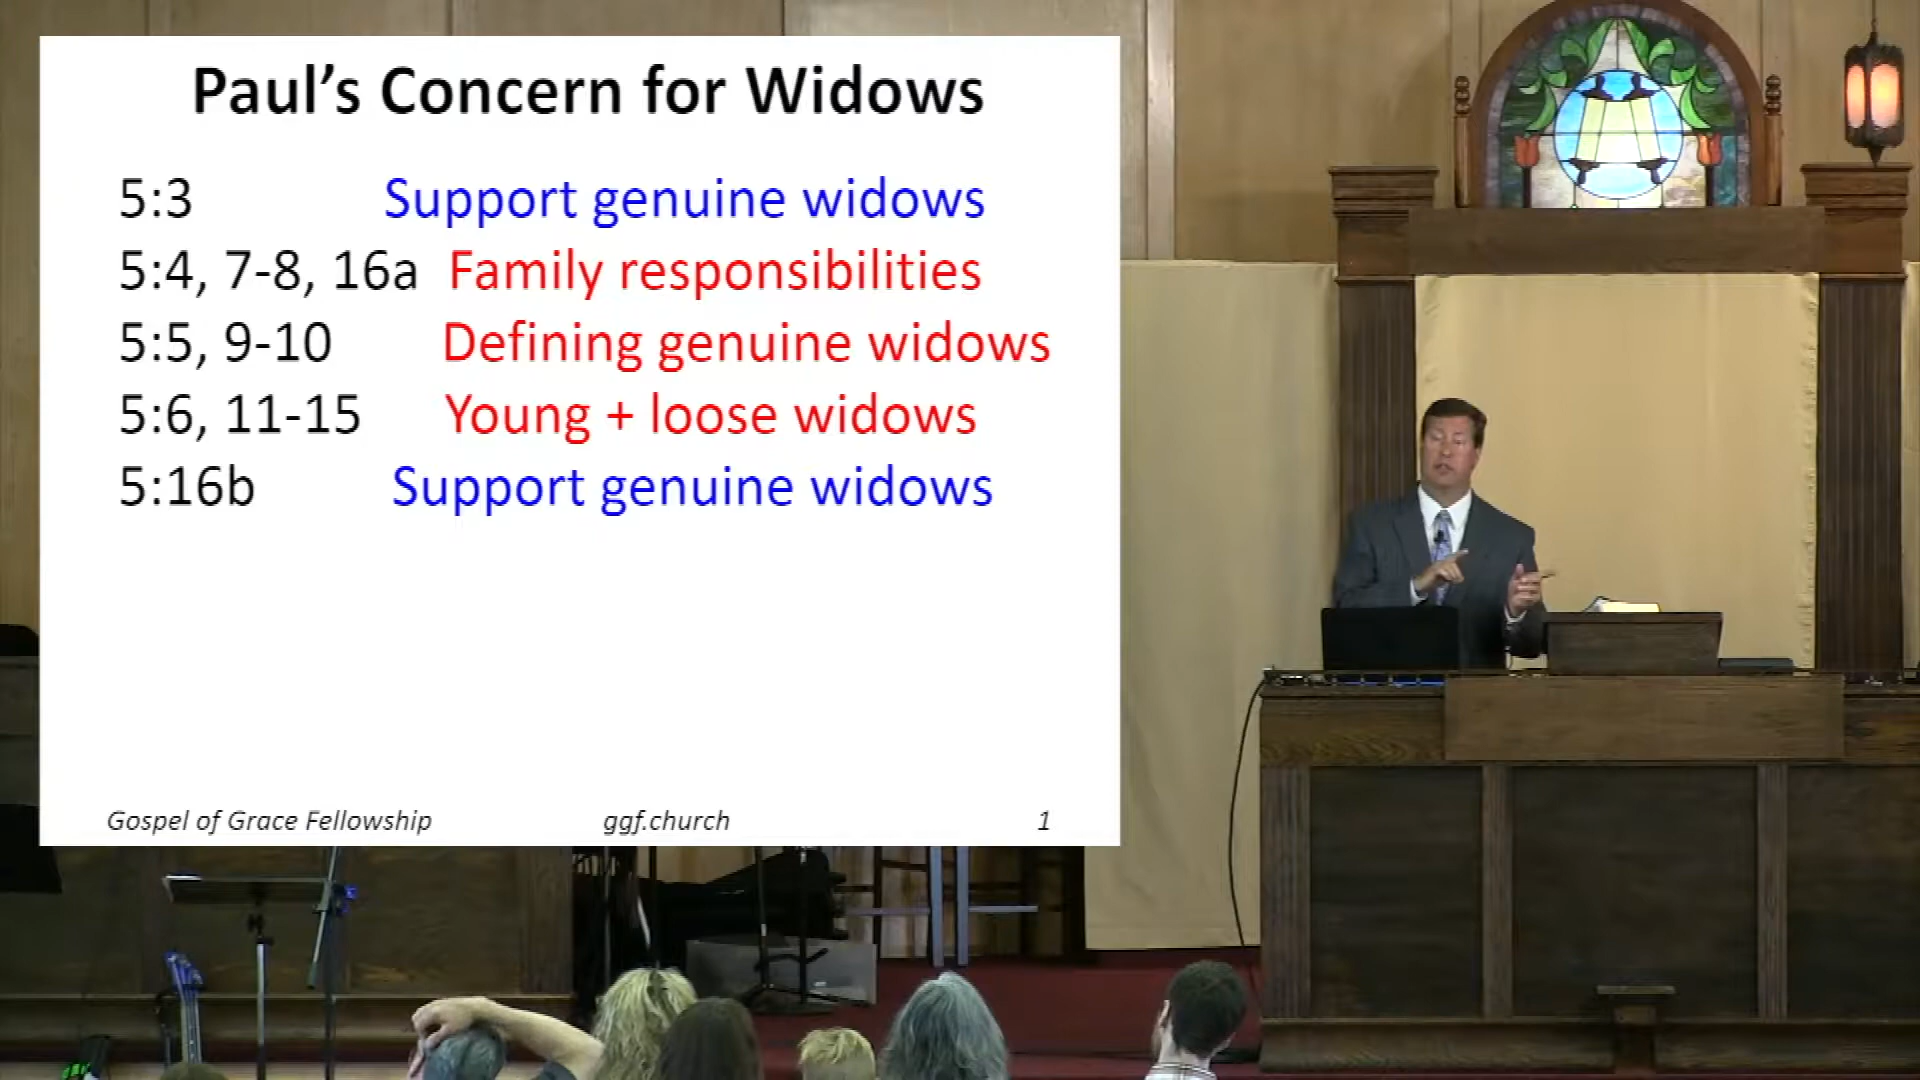 Paul's Concern for Widows
5:3 Support genuine widows
5:4, 7-8, 16a Family responsibilities
5:5, 9-10 Defining genuine widows
5:6, 11-15 Young + loose widows
5:16b Support genuine widows
Gospel of Grace Fellowship ggf.church 1